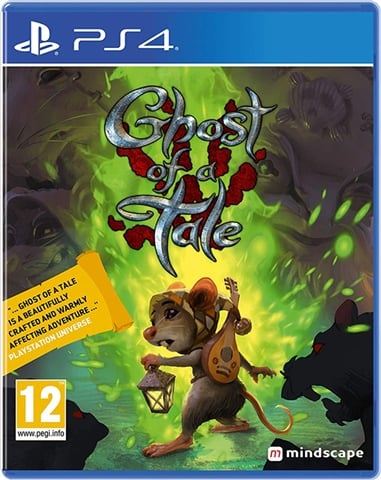 PS4
Ghost
of a
Tale
"... GHOST OF A TALE
IS A BEAUTIFULLY
CRAFTED AND WARMLY
AFFECTING ADVENTURE ..."
PLAYSTATION UNIVERSE
12
www.pegi.info
m mindscape